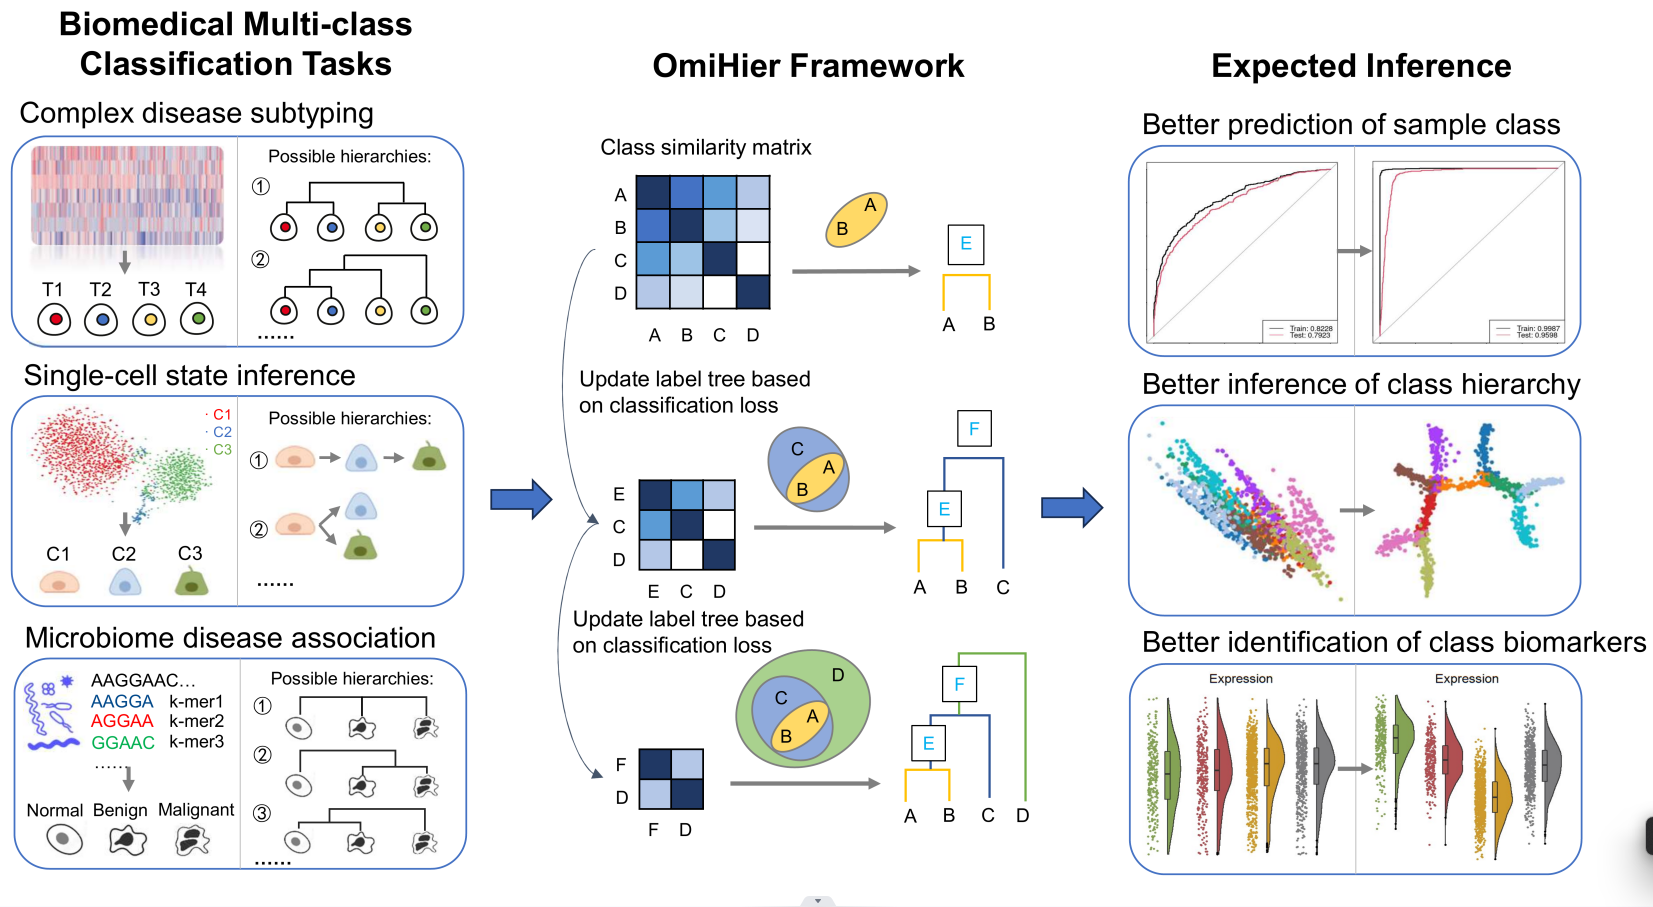 Biomedical Multi-class
Classification Tasks
Complex disease subtyping
Possible hierarchies:
①
②
T1 T2 T3 T4
......
Single-cell state inference
· C1
· C2
· C3
Possible hierarchies:
①
②
C1 C2 C3
......
Microbiome disease association
AAGGAAC...
AAGGA k-mer1
AGGAA k-mer2
GGAAC k-mer3
......
Normal Benign Malignant
Possible hierarchies:
①
②
③
......
OmiHier Framework
Class similarity matrix
A
B
C
D
A B C D
A
B
E
A B
Update label tree based
on classification loss
E
C
D
E C D
C
A
B
F
E
A B C
Update label tree based
on classification loss
F
D
F D
D
C
A
B
F
E
A B C D
Expected Inference
Better prediction of sample class
Train: 0.8228
Test: 0.7923
Train: 0.9987
Test: 0.9598
Better inference of class hierarchy
Better identification of class biomarkers
Expression
Expression